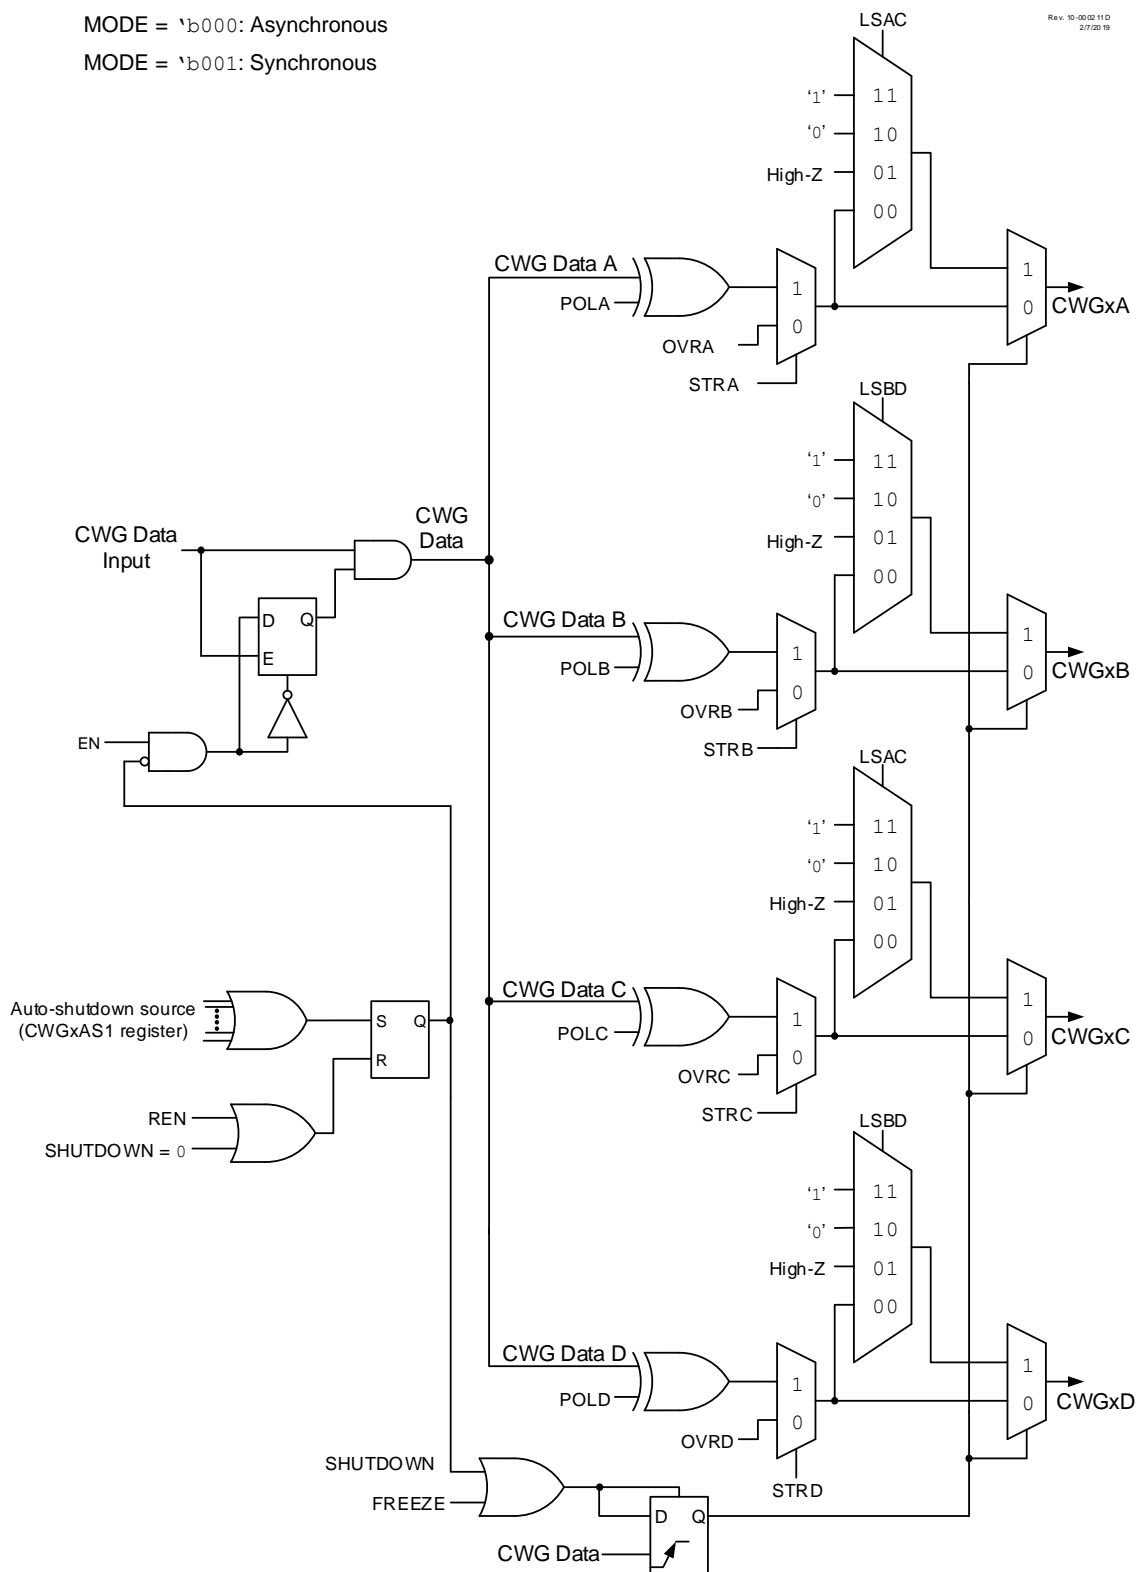 MODE = ‘b000: Asynchronous
MODE = ‘b001: Synchronous
Rev. 10-000211D
2/7/2019
LSAC
‘1’
11
‘0’
10
High-Z
01
00
CWG Data A
POLA
1
0
OVRA
STRA
1
0
CWGxA
LSBD
‘1’
11
‘0’
10
High-Z
01
00
CWG Data Input
CWG Data
D
Q
E
EN
CWG Data B
POLB
1
0
OVRB
STRB
1
0
CWGxB
LSAC
‘1’
11
‘0’
10
High-Z
01
00
Auto-shutdown source
(CWGxAS1 register)
S
Q
R
REN
SHUTDOWN = 0
CWG Data C
POLC
1
0
OVRC
STRC
1
0
CWGxC
LSBD
‘1’
11
‘0’
10
High-Z
01
00
CWG Data D
POLD
1
0
OVRD
STRD
1
0
CWGxD
SHUTDOWN
FREEZE
D
Q
CWG Data